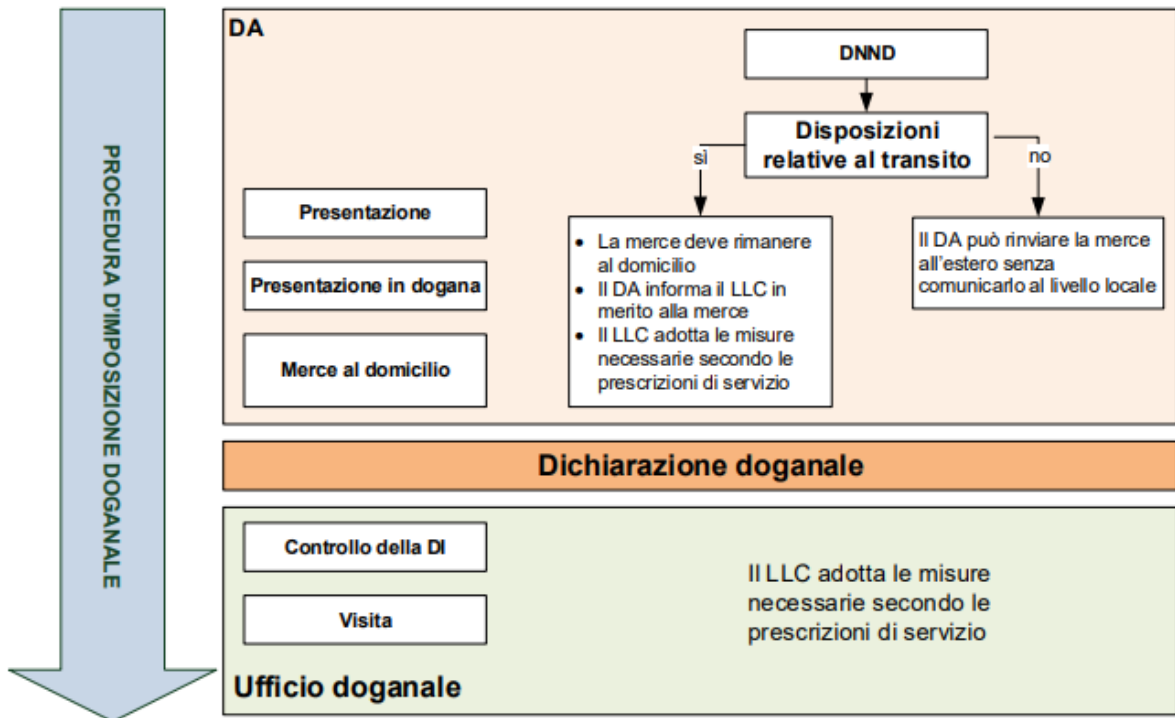 PROCEDURA D'IMPOSIZIONE DOGANALE
DA
DNND
Disposizioni
relative al transito
sì
no
Presentazione
Presentazione in dogana
Merce al domicilio
• La merce deve rimanere
al domicilio
• Il DA informa il LLC in
merito alla merce
• Il LLC adotta le misure
necessarie secondo le
prescrizioni di servizio
Il DA può rinviare la merce
all'estero senza
comunicarlo al livello locale
Dichiarazione doganale
Controllo della DI
Visita
Il LLC adotta le misure
necessarie secondo le
prescrizioni di servizio
Ufficio doganale